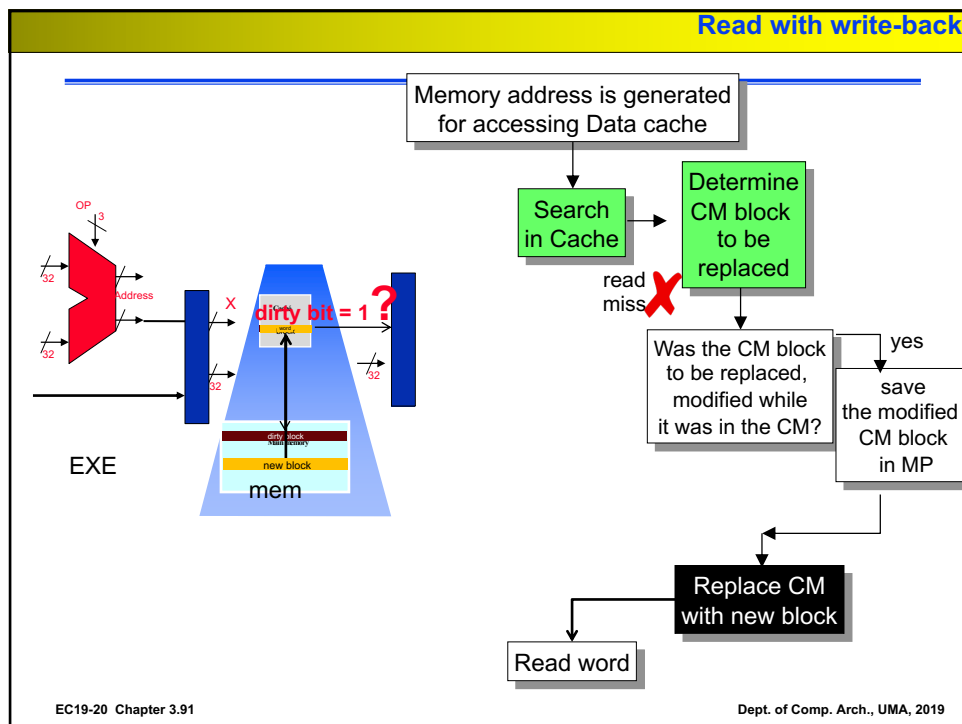 Read with write-back
Memory address is generated
for accessing Data cache
Search
in Cache
Determine
CM block
to be
replaced
read
miss
Was the CM block
to be replaced,
modified while
it was in the CM?
yes
save
the modified
CM block
in MP
Replace CM
with new block
Read word
OP
3
32
Address
32
X
32
dirty bit = 1 ?
word
32
dirty block
new block
mem
EXE
EC19-20 Chapter 3.91
Dept. of Comp. Arch., UMA, 2019